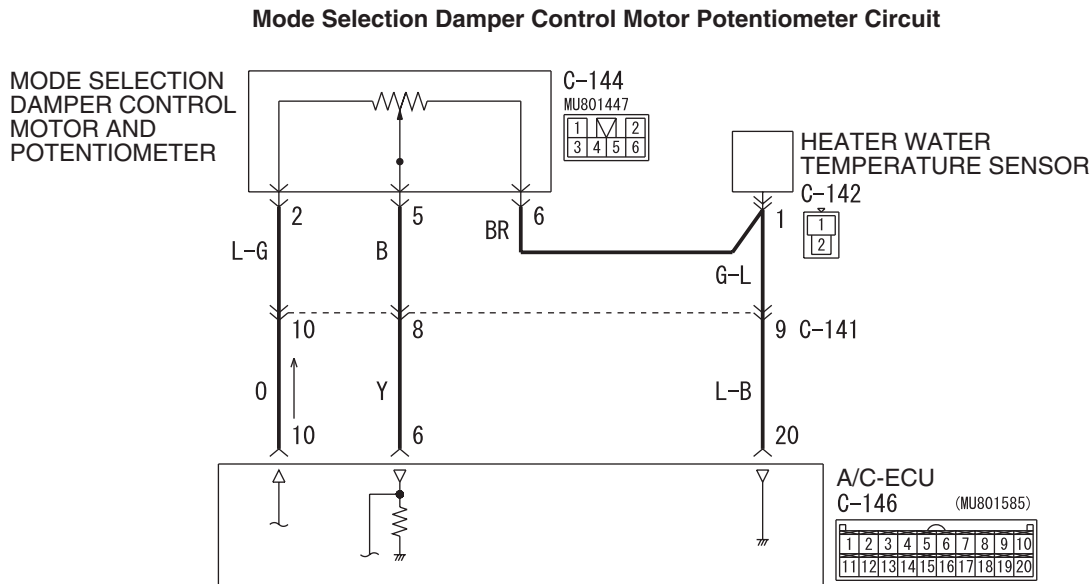 Mode Selection Damper Control Motor Potentiometer Circuit
MODE SELECTION
DAMPER CONTROL
MOTOR AND
POTENTIOMETER
C-144
MU801447
1 2
3 4 5 6
HEATER WATER
TEMPERATURE SENSOR
C-142
1
2
2 5 6 1
L-G B BR G-L
10 8 9 C-141
O Y L-B
10 6 20
A/C-ECU
C-146 (MU801585)
1 2 3 4 5 6 7 8 9 10
11 12 13 14 15 16 17 18 19 20